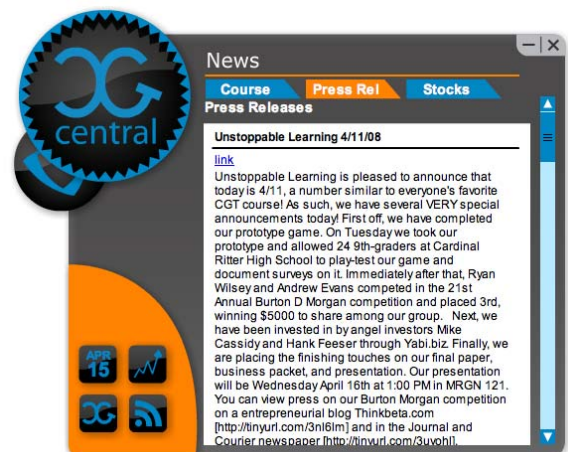 CG
central
News
Course
Press Rel
Stocks
Press Releases
Unstoppable Learning 4/11/08
link
Unstoppable Learning is pleased to announce that
today is 4/11, a number similar to everyone's favorite
CGT course! As such, we have several VERY special
announcements today! First off, we have completed
our prototype game. On Tuesday we took our
prototype and allowed 24 9th-graders at Cardinal
Ritter High School to play-test our game and
document surveys on it. Immediately after that, Ryan
Wilsey and Andrew Evans competed in the 21st
Annual Burton D Morgan competition and placed 3rd,
winning $5000 to share among our group. Next, we
have been invested in by angel investors Mike
Cassidy and Hank Feeser through Yabi.biz. Finally, we
are placing the finishing touches on our final paper,
business packet, and presentation. Our presentation
will be Wednesday April 16th at 1:00 PM in MRGN 121.
You can view press on our Burton Morgan competition
on a entrepreneurial blog Thinkbeta.com
[http://tinyurl.com/3nl6lm] and in the Journal and
Courier newspaper [http://tinyurl.com/3uvohl].
APR
15
CG